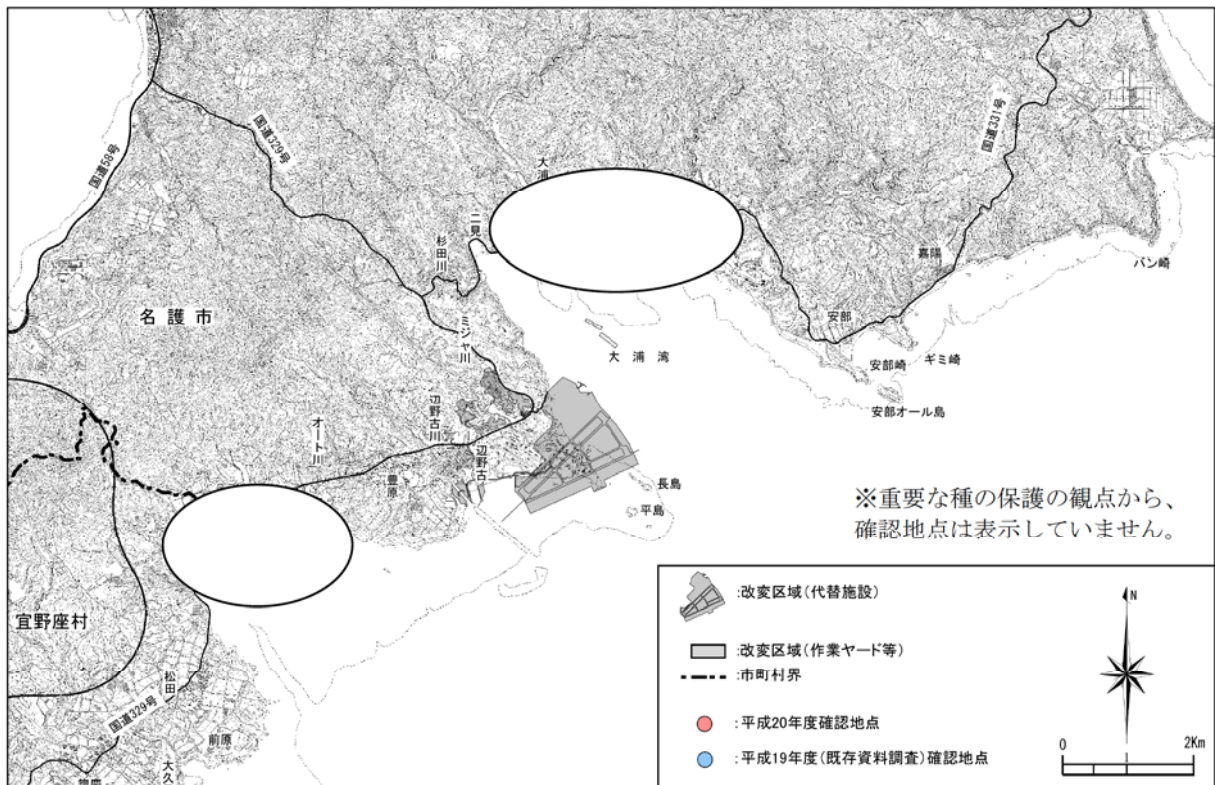 国道58号
国道329号
国道331号
大浦
二見
杉田川
嘉陽
バン崎
名護市
ミジャ川
大浦湾
安部
安部崎
ギミ崎
安部オール島
辺野古川
オート川
辺野古
豊原
長島
平島
※重要な種の保護の観点から、
確認地点は表示していません。
宜野座村
松田
国道329号
前原
大久
:改変区域(代替施設)
:改変区域(作業ヤード等)
:市町村界
:平成20年度確認地点
:平成19年度(既存資料調査)確認地点
N
0
1
2Km